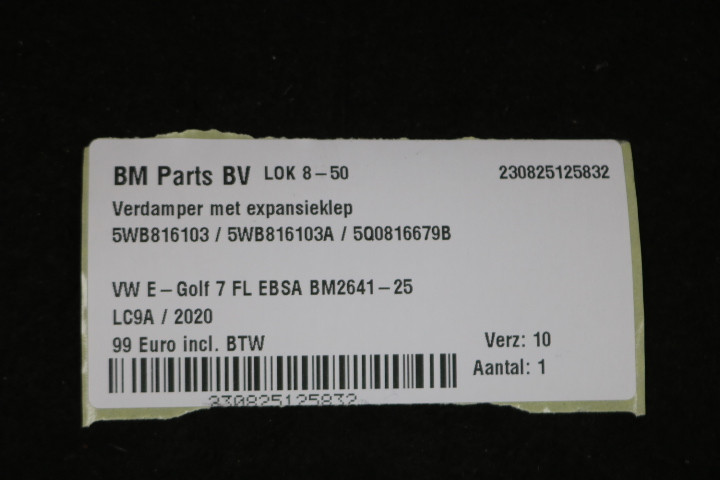 BM Parts BV LOK 8-50 230825125832
Verdamper met expansieklep
5WB816103 / 5WB816103A / 5Q0816679B
VW E-Golf 7 FL EBSA BM2641-25
LC9A / 2020
99 Euro incl. BTW Verz: 10
Aantal: 1
230825125832